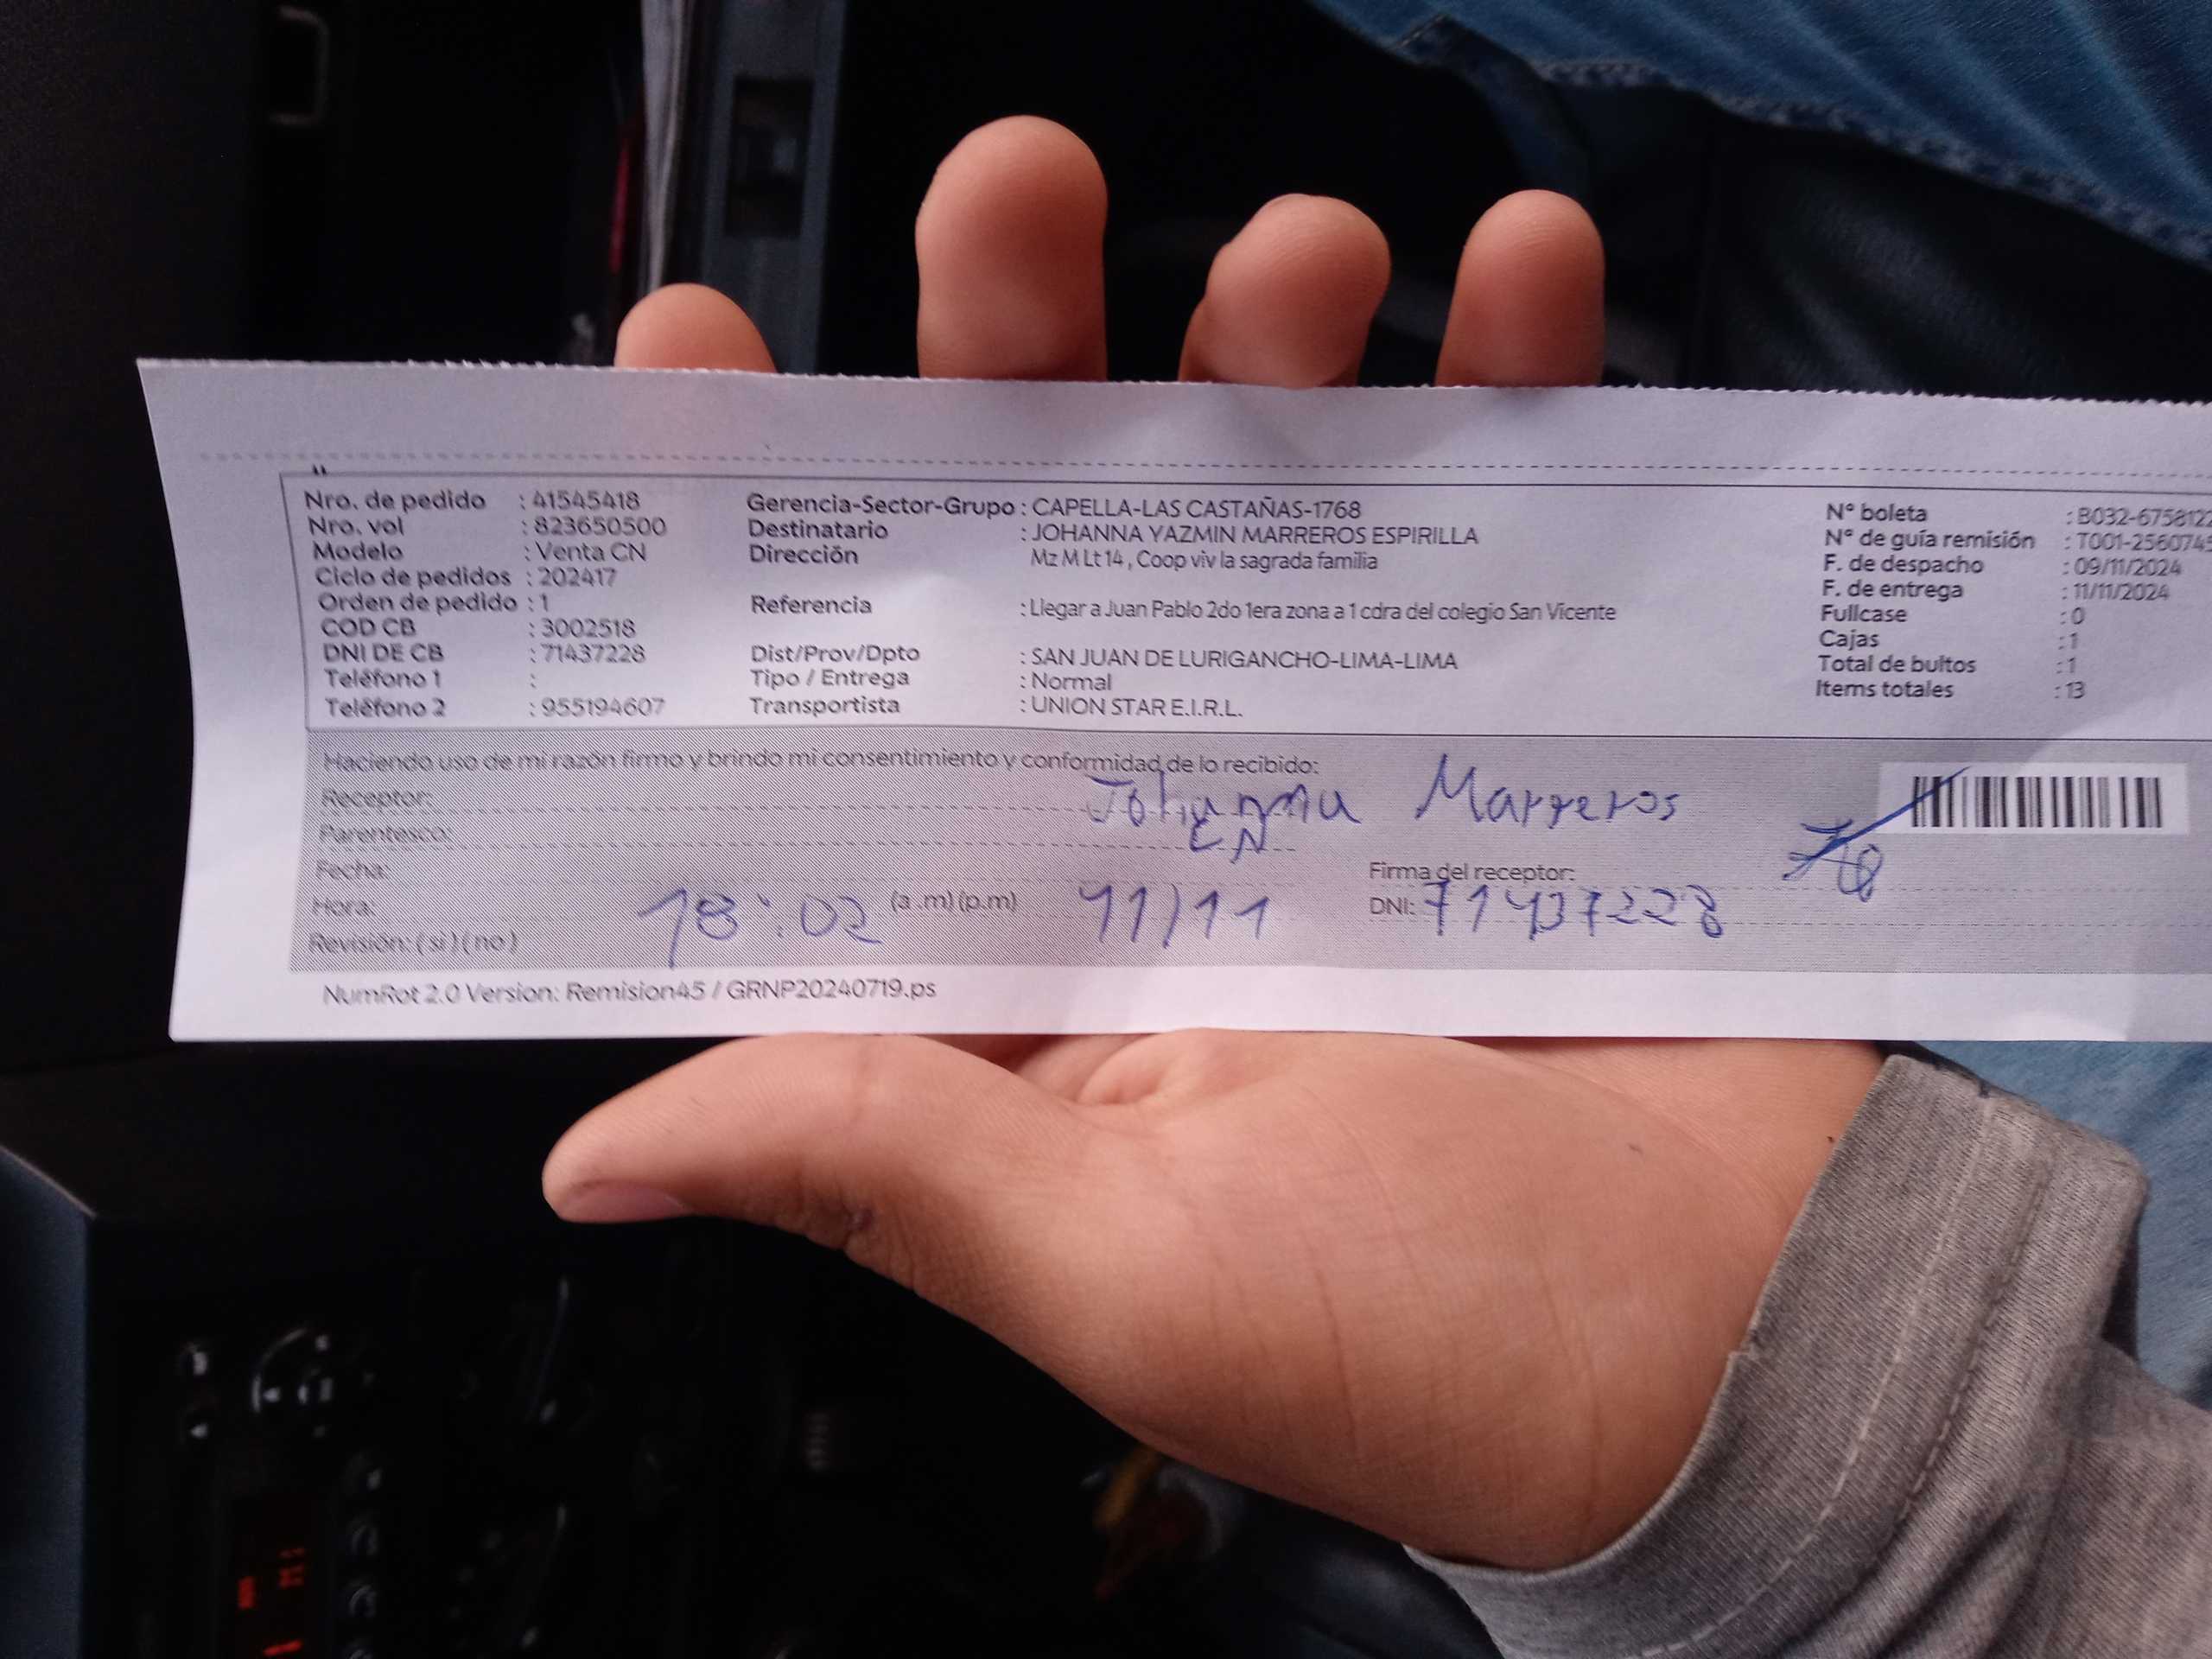 Nro. de pedido : 41545418
Nro. vol : 823650500
Modelo : Venta CN
Ciclo de pedidos : 202417
Orden de pedido : 1
COD CB : 3002518
DNI DE CB : 71437228
Teléfono 1 :
Teléfono 2 : 955194607
Gerencia-Sector-Grupo : CAPELLA-LAS CASTAÑAS-1768
Destinatario : JOHANNA YAZMIN MARREROS ESPIRILLA
Dirección Mz M Lt 14 , Coop viv la sagrada familia
Referencia : Llegar a Juan Pablo 2do 1era zona a 1 cdra del colegio San Vicente
Dist/Prov/Dpto : SAN JUAN DE LURIGANCHO-LIMA-LIMA
Tipo / Entrega : Normal
Transportista : UNION STAR E.I.R.L.
N° boleta : B032-6758122
N° de guía remisión : T001-2560745
F. de despacho : 09/11/2024
F. de entrega : 11/11/2024
Fullcase : 0
Cajas : 1
Total de bultos : 1
Items totales : 13
Haciendo uso de mi razón firmo y brindo mi consentimiento y conformidad de lo recibido:
Receptor: Johanna Marreros
Parentesco: CN
Fecha:
Firma del receptor:
Hora: 18:02 (a .m) (p.m) 11/11
DNI: 71437228
Revisión: ( si ) ( no )
NumRot 2.0 Version: Remision45 / GRNP20240719.ps